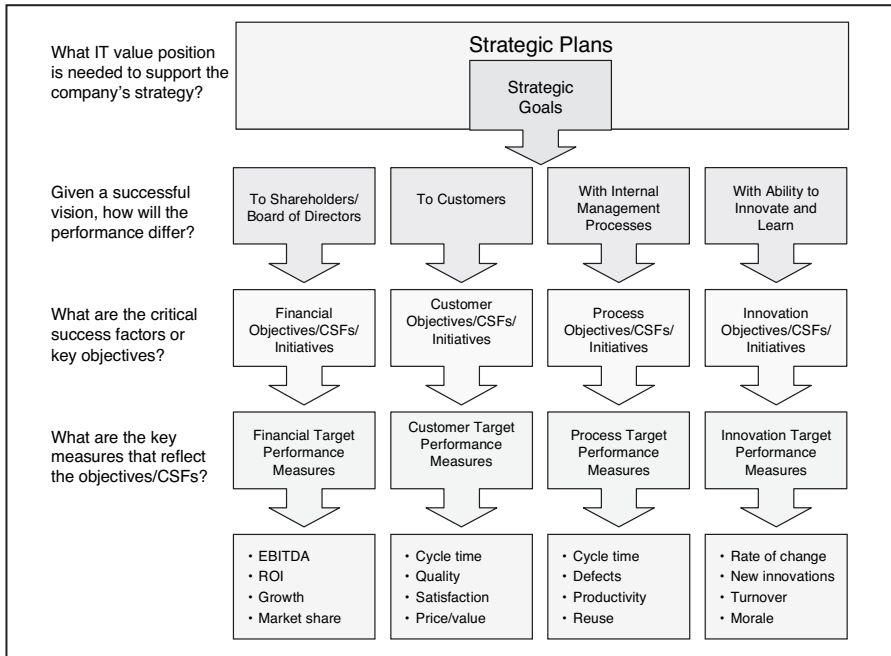 Strategic Plans
What IT value position
is needed to support the
company's strategy?
Strategic
Goals
Given a successful
vision, how will the
performance differ?
To Shareholders/
Board of Directors
To Customers
With Internal
Management
Processes
With Ability to
Innovate and
Learn
What are the critical
success factors or
key objectives?
Financial
Objectives/CSFs/
Initiatives
Customer
Objectives/CSFs/
Initiatives
Process
Objectives/CSFs/
Initiatives
Innovation
Objectives/CSFs/
Initiatives
What are the key
measures that reflect
the objectives/CSFs?
Financial Target
Performance
Measures
Customer Target
Performance
Measures
Process Target
Performance
Measures
Innovation Target
Performance
Measures
• EBITDA
• ROI
• Growth
• Market share
• Cycle time
• Quality
• Satisfaction
• Price/value
• Cycle time
• Defects
• Productivity
• Reuse
• Rate of change
• New innovations
• Turnover
• Morale